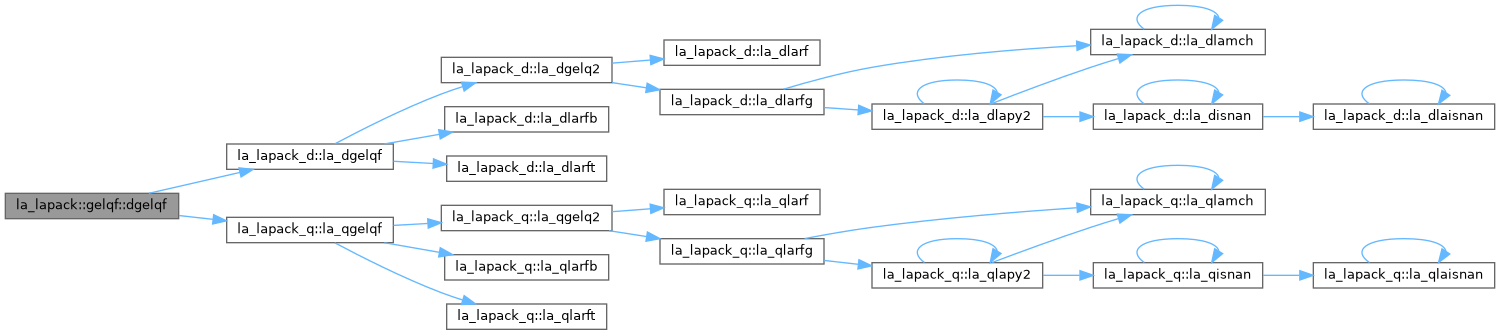 la_lapack::gelqf::dgelqf
la_lapack_d::la_dgelqf
la_lapack_d::la_dgelq2
la_lapack_d::la_dlarf
la_lapack_d::la_dlarfg
la_lapack_d::la_dlamch
la_lapack_d::la_dlapy2
la_lapack_d::la_disnan
la_lapack_d::la_dlaisnan
la_lapack_d::la_dlarfb
la_lapack_d::la_dlarft
la_lapack_q::la_qgelqf
la_lapack_q::la_qgelq2
la_lapack_q::la_qlarf
la_lapack_q::la_qlarfg
la_lapack_q::la_qlamch
la_lapack_q::la_qlapy2
la_lapack_q::la_qisnan
la_lapack_q::la_qlaisnan
la_lapack_q::la_qlarfb
la_lapack_q::la_qlarft